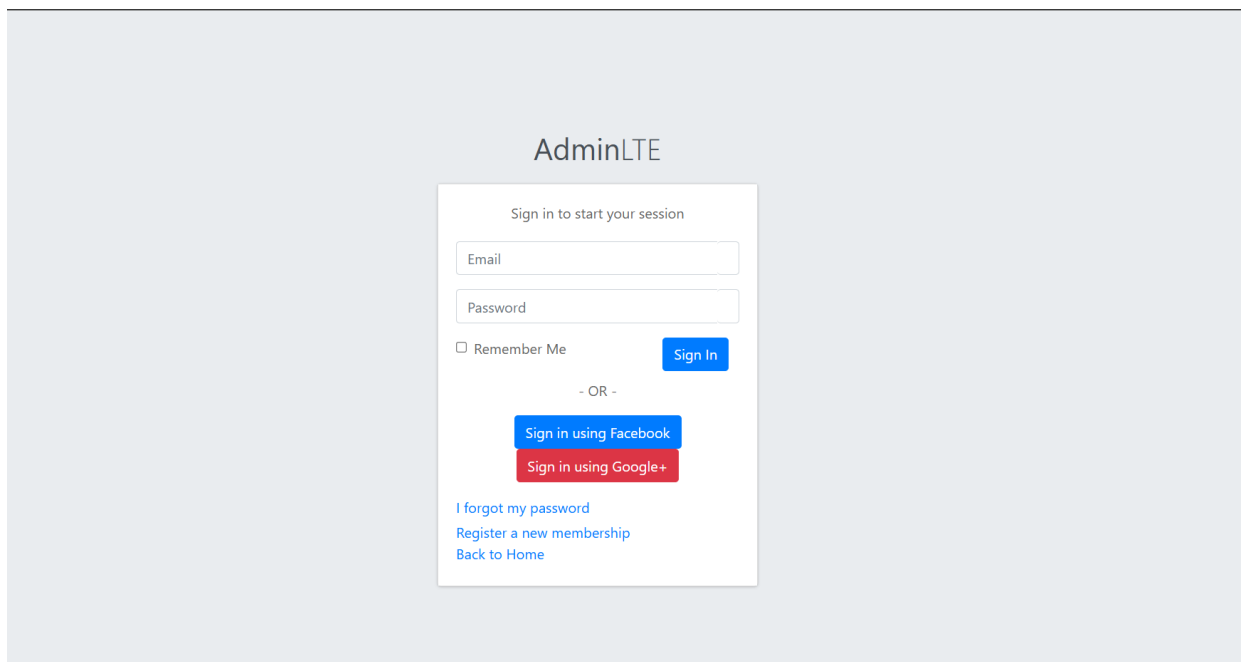 AdminLTE
Sign in to start your session
Email
Password
Remember Me
Sign In
- OR -
Sign in using Facebook
Sign in using Google+
I forgot my password
Register a new membership
Back to Home